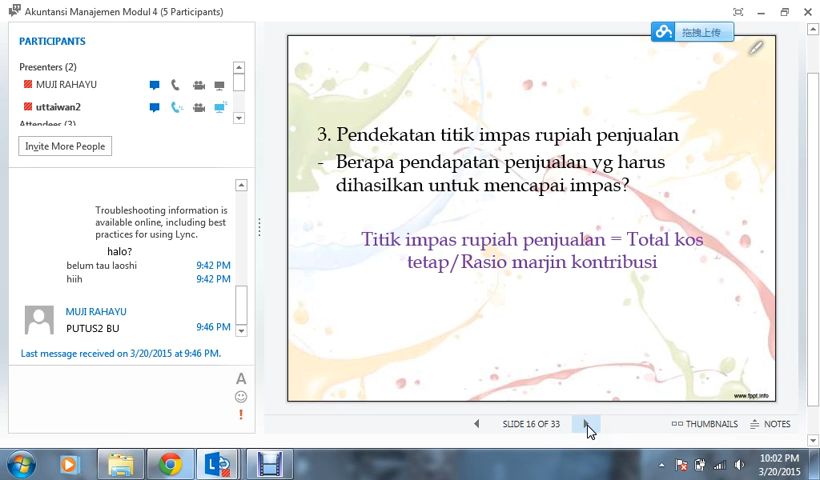 Akuntansi Manajemen Modul 4 (5 Participants)
PARTICIPANTS
Presenters (2)
MUJI RAHAYU
uttaiwan2
Attendees (3)
Invite More People
Troubleshooting information is
available online, including best
practices for using Lync.
halo?
belum tau laoshi 9:42 PM
hiih 9:42 PM
MUJI RAHAYU
PUTUS2 BU 9:46 PM
Last message received on 3/20/2015 at 9:46 PM.
A
!
拖拽上传
3. Pendekatan titik impas rupiah penjualan
- Berapa pendapatan penjualan yg harus
dihasilkan untuk mencapai impas?
Titik impas rupiah penjualan = Total kos
tetap/Rasio marjin kontribusi
www.fppt.info
SLIDE 16 OF 33
THUMBNAILS
NOTES
10:02 PM
3/20/2015